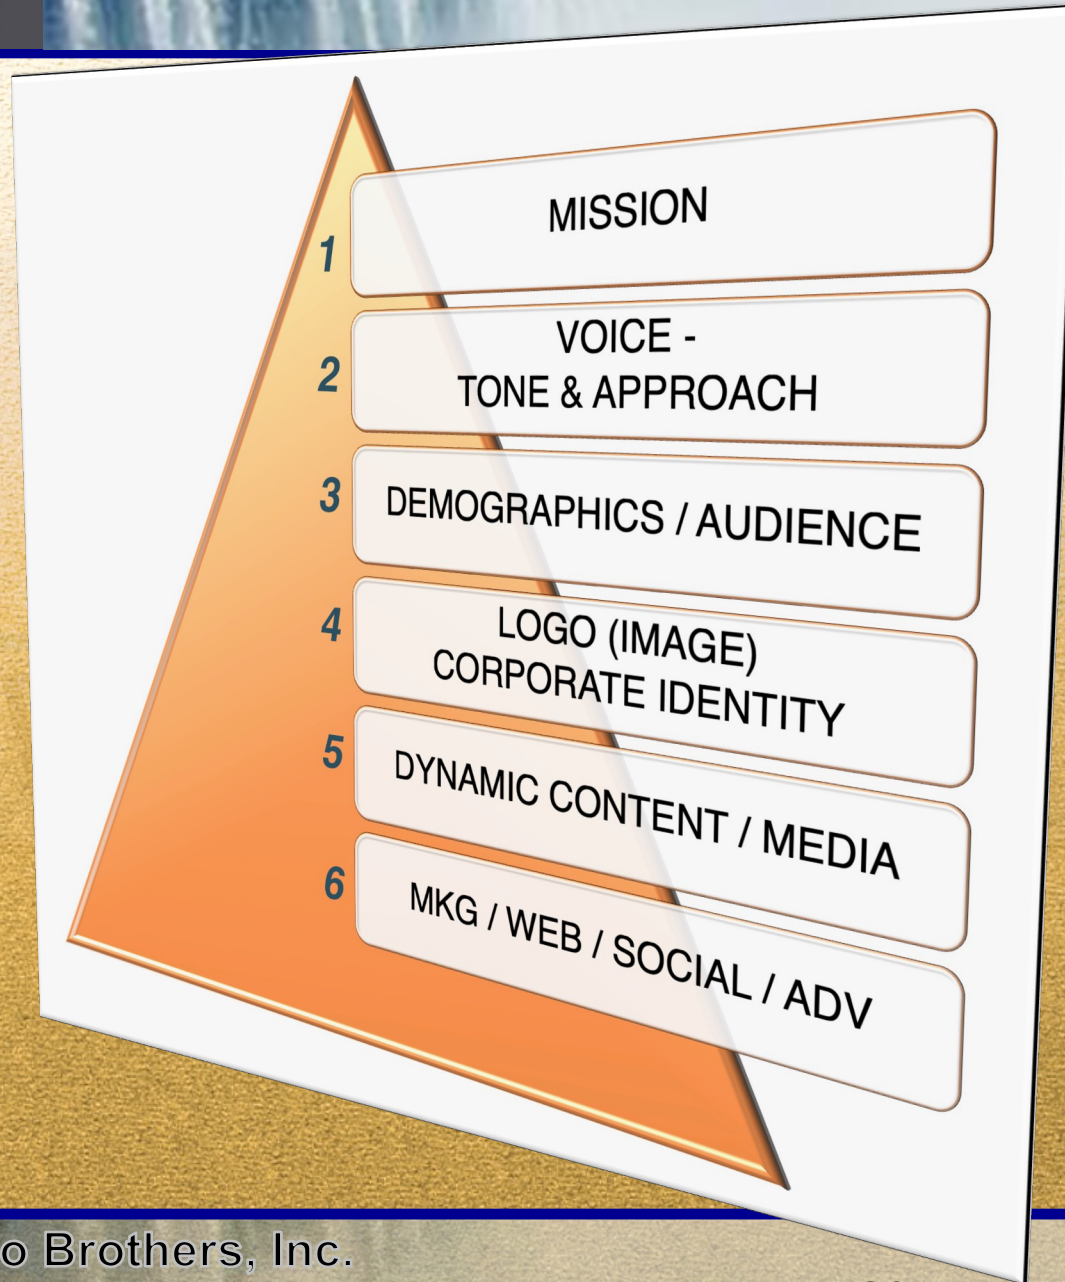 1
MISSION
2
VOICE -
TONE & APPROACH
3
DEMOGRAPHICS / AUDIENCE
4
LOGO (IMAGE)
CORPORATE IDENTITY
5
DYNAMIC CONTENT / MEDIA
6
MKG / WEB / SOCIAL / ADV
Brothers, Inc.